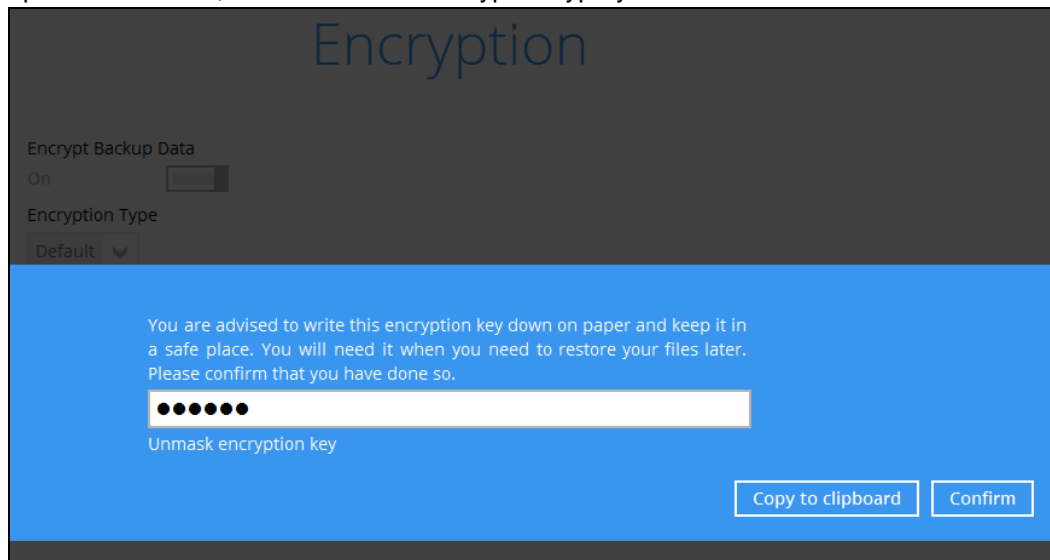 Encryption
Encrypt Backup Data
On
Encryption Type
Default
You are advised to write this encryption key down on paper and keep it in
a safe place. You will need it when you need to restore your files later.
Please confirm that you have done so.
Unmask encryption key
Copy to clipboard Confirm